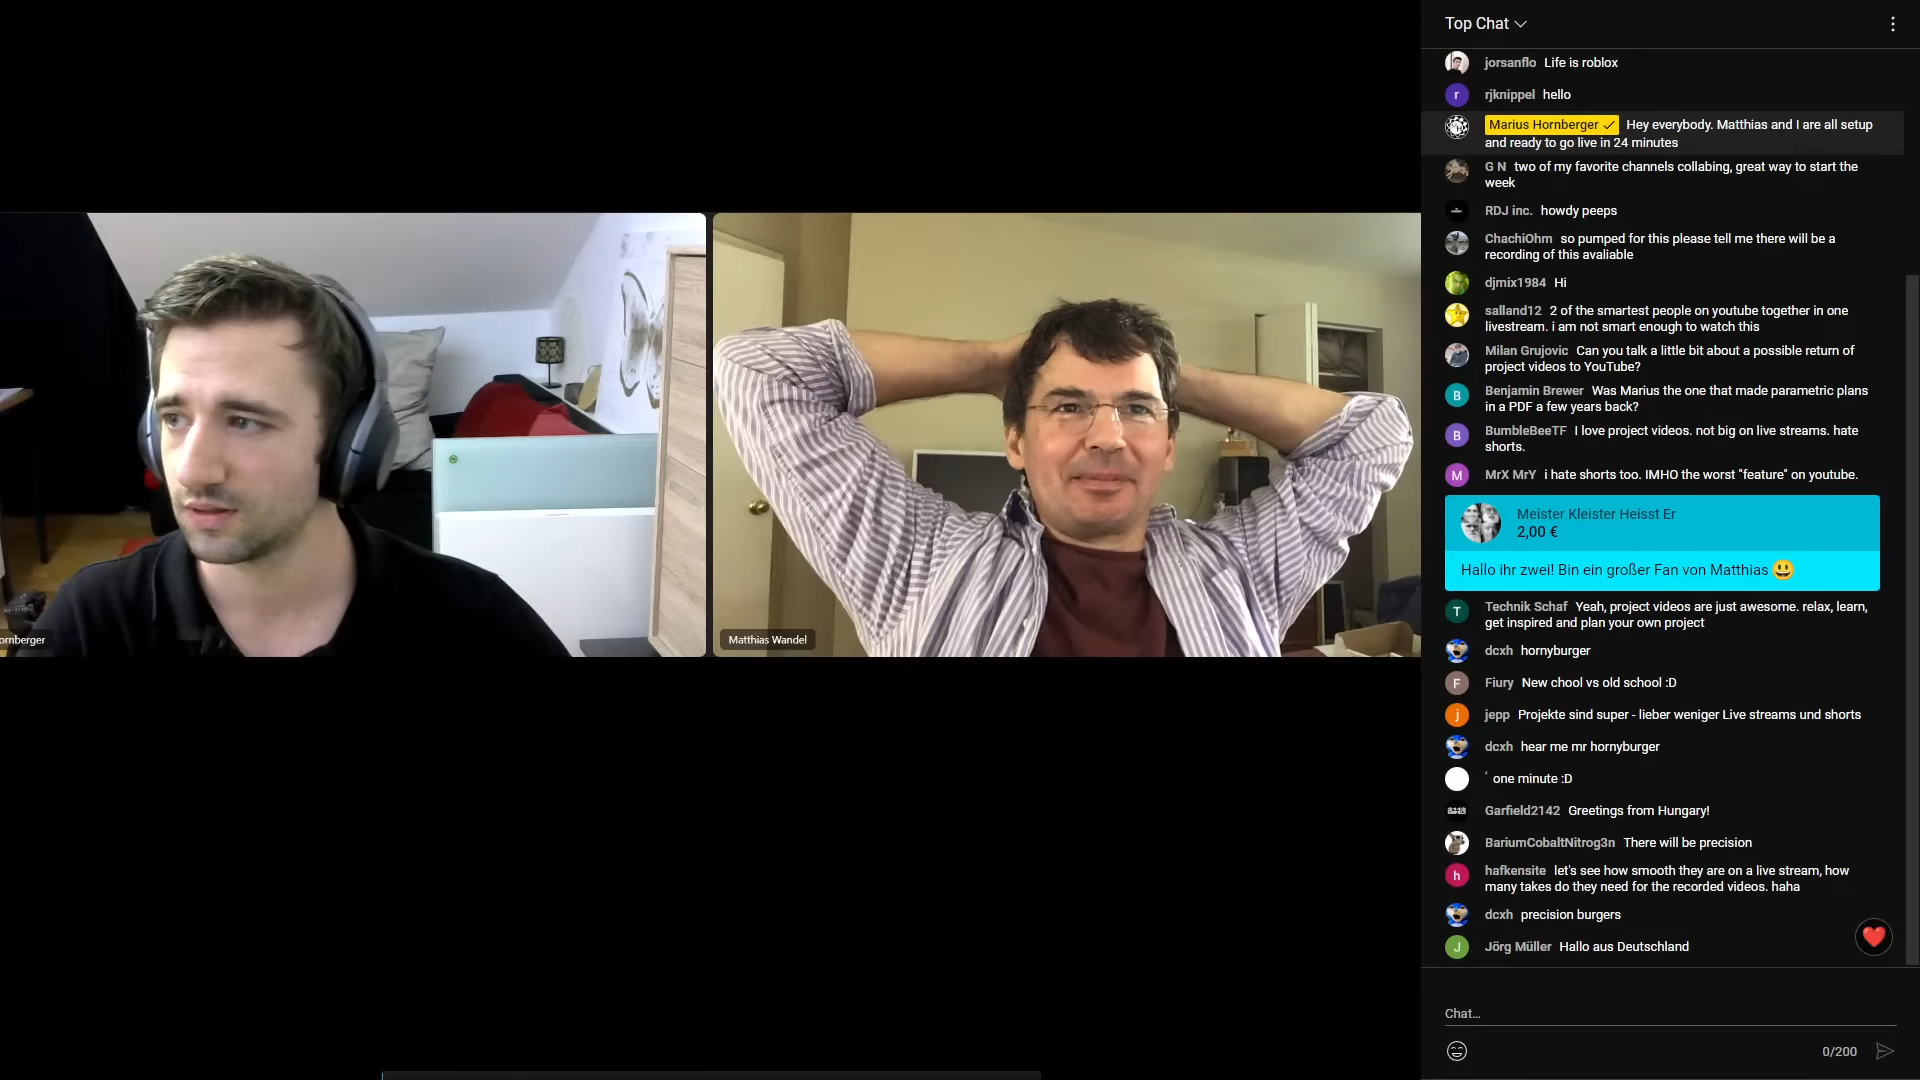 Top Chat
jorsanflo Life is roblox
r rjknippel hello
Marius Hornberger Hey everybody. Matthias and I are all setup
and ready to go live in 24 minutes
G N two of my favorite channels collabing, great way to start the
week
RDJ inc. howdy peeps
ChachiOhm so pumped for this please tell me there will be a
recording of this avaliable
djmix1984 Hi
salland12 2 of the smartest people on youtube together in one
livestream. i am not smart enough to watch this
Milan Grujovic Can you talk a little bit about a possible return of
project videos to YouTube?
B Benjamin Brewer Was Marius the one that made parametric plans
in a PDF a few years back?
B BumbleBeeTF I love project videos. not big on live streams. hate
shorts.
M MrX MrY i hate shorts too. IMHO the worst "feature" on youtube.
Meister Kleister Heisst Er
2,00 €
Hallo ihr zwei! Bin ein großer Fan von Matthias 😃
T Technik Schaf Yeah, project videos are just awesome. relax, learn,
get inspired and plan your own project
dcxh hornyburger
F Fiury New chool vs old school :D
j jepp Projekte sind super - lieber weniger Live streams und shorts
dcxh hear me mr hornyburger
one minute :D
Garfield2142 Greetings from Hungary!
BariumCobaltNitrog3n There will be precision
h hafkensite let's see how smooth they are on a live stream, how
many takes do they need for the recorded videos. haha
dcxh precision burgers
J Jörg Müller Hallo aus Deutschland
Chat...
0/200
ornberger
Matthias Wandel